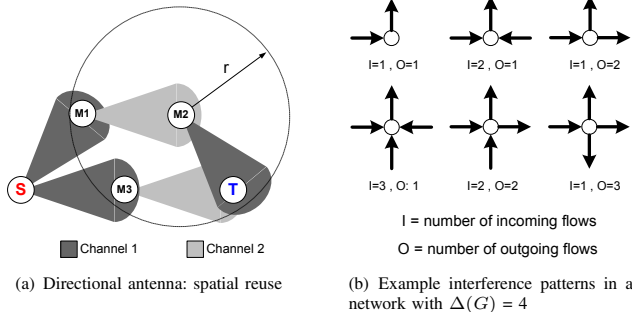 r
M1
M2
S
M3
T
Channel 1
Channel 2
(a) Directional antenna: spatial reuse
I=1 , O=1
I=2 , O=1
I=1 , O=2
I=3 , O: 1
I=2 , O=2
I=1 , O=3
I = number of incoming flows
O = number of outgoing flows
(b) Example interference patterns in a
network with Δ(G) = 4